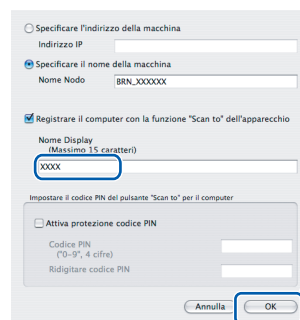 Specificare l'indirizzo della macchina
Indirizzo IP
Specificare il nome della macchina
Nome Nodo BRN_XXXXXX
Registrare il computer con la funzione "Scan to" dell'apparecchio
Nome Display
(Massimo 15 caratteri)
XXXX
Impostare il codice PIN del pulsante "Scan to" per il computer
Attiva protezione codice PIN
Codice PIN
("0-9", 4 cifre)
Ridigitare codice PIN
Annulla OK